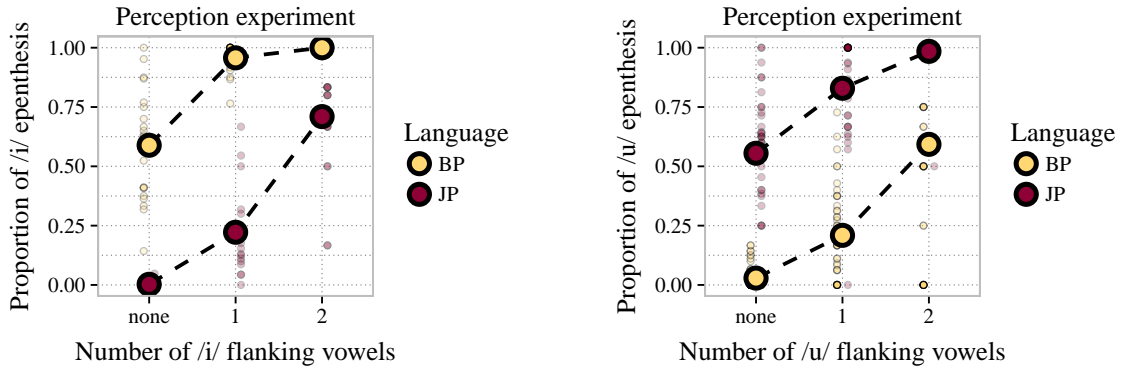 Perception experiment
Proportion of /i/ epenthesis
1.00
0.75
0.50
0.25
0.00
none 1 2
Number of /i/ flanking vowels
Language
BP
JP
Perception experiment
Proportion of /u/ epenthesis
1.00
0.75
0.50
0.25
0.00
none 1 2
Number of /u/ flanking vowels
Language
BP
JP